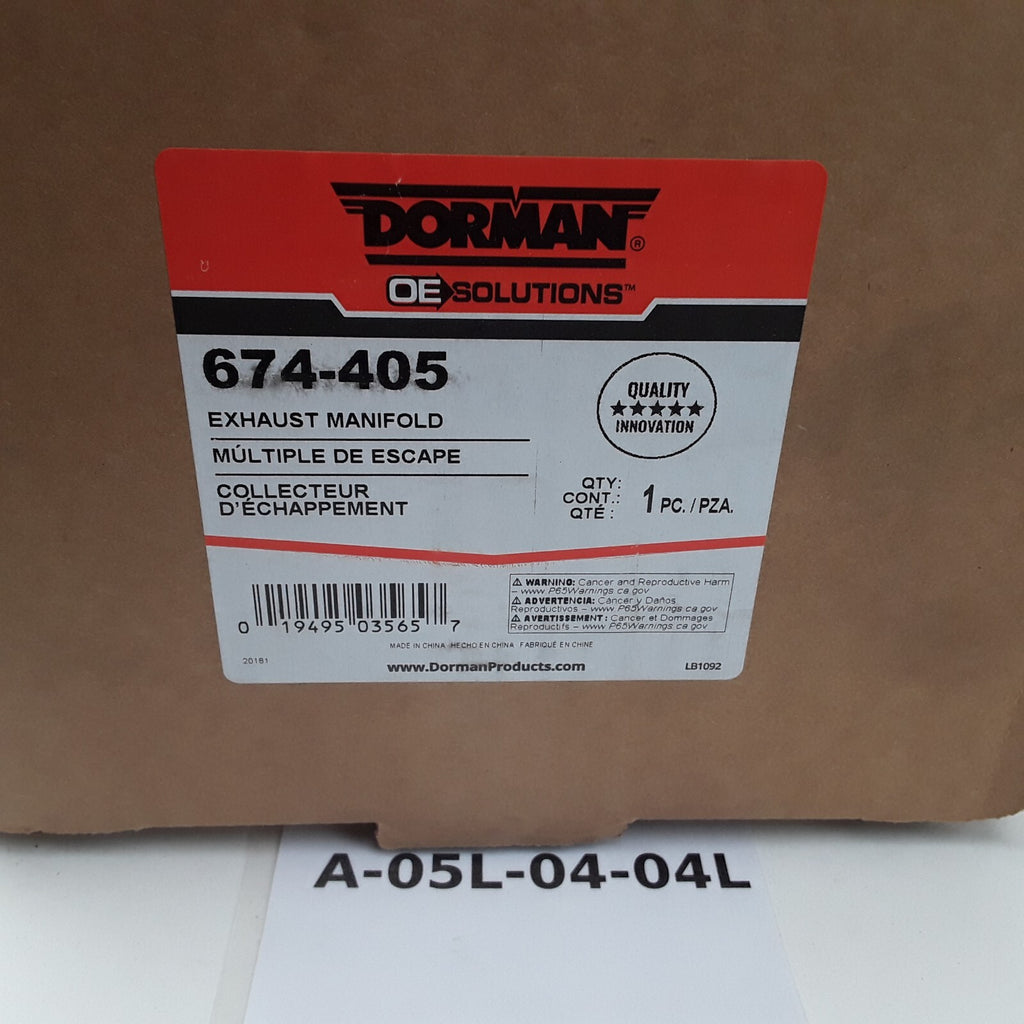 DORMAN®
OE SOLUTIONS™
674-405
EXHAUST MANIFOLD
MÚLTIPLE DE ESCAPE
COLLECTEUR
D'ÉCHAPPEMENT
QUALITY
★★★★★
INNOVATION
QTY:
CONT.:
QTÉ :
1 PC. / PZA.
0 19495 03565 7
⚠ WARNING: Cancer and Reproductive Harm
– www.P65Warnings.ca.gov
⚠ ADVERTENCIA: Cáncer y Daños
Reproductivos – www.P65Warnings.ca.gov
⚠ AVERTISSEMENT : Cancer et Dommages
Reproductifs – www.P65Warnings.ca.gov
MADE IN CHINA HECHO EN CHINA FABRIQUÉ EN CHINE
20181
www.DormanProducts.com
LB1092
A-05L-04-04L